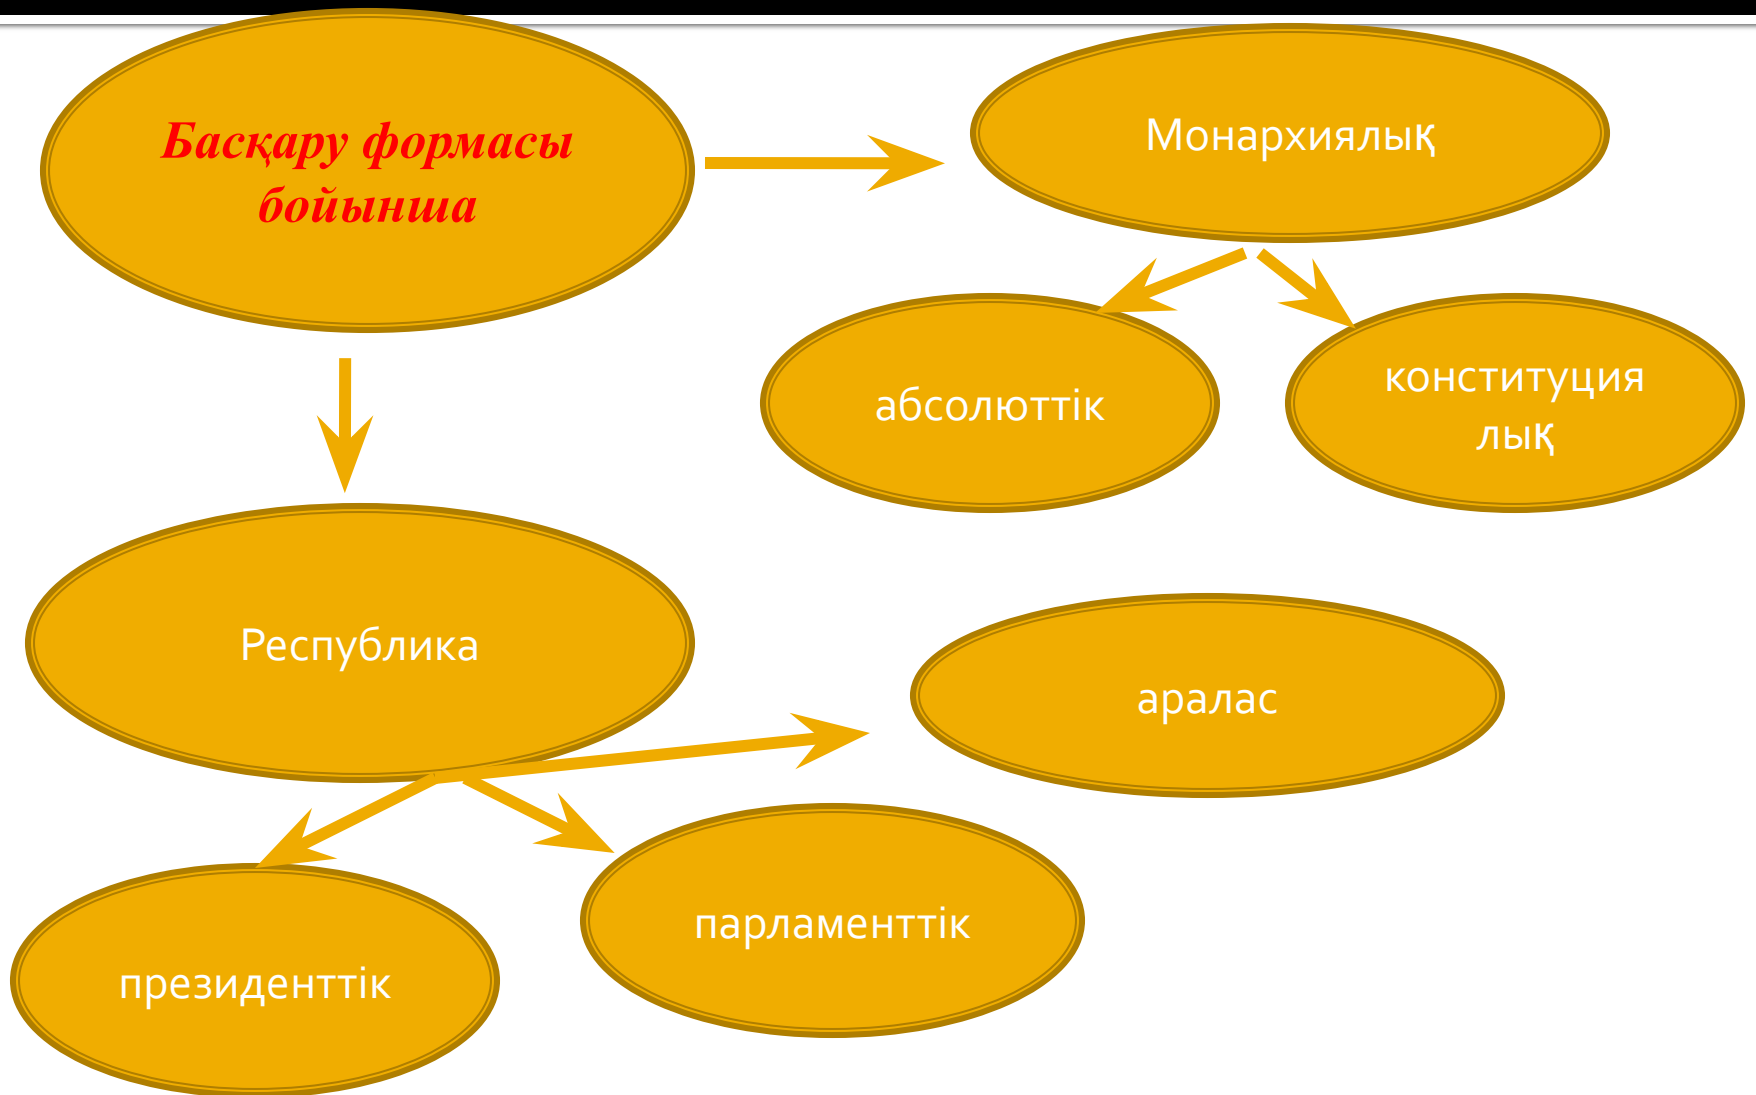 Басқару формасы
бойынша
Монархиялық
абсолюттік
конституция
лық
Республика
аралас
парламенттік
президенттік